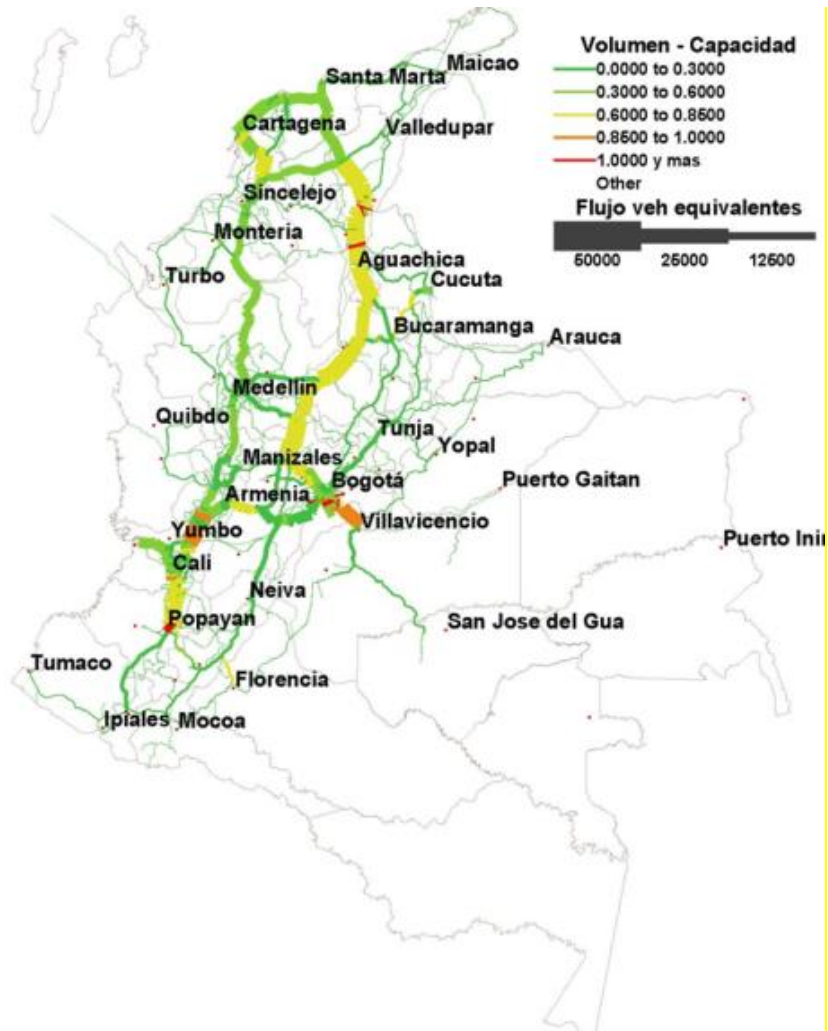 Volumen - Capacidad
0.0000 to 0.3000
0.3000 to 0.6000
0.6000 to 0.8500
0.8500 to 1.0000
1.0000 y mas
Other
Flujo veh equivalentes
50000 25000 12500
Maicao
Santa Marta
Cartagena
Valledupar
Sincelejo
Monteria
Aguachica
Turbo
Cucuta
Bucaramanga
Arauca
Medellin
Quibdo
Tunja
Yopal
Manizales
Bogotá
Puerto Gaitan
Armenia
Villavicencio
Yumbo
Puerto Inir
Cali
Neiva
Popayan
San Jose del Gua
Tumaco
Florencia
Ipiales
Mocoa